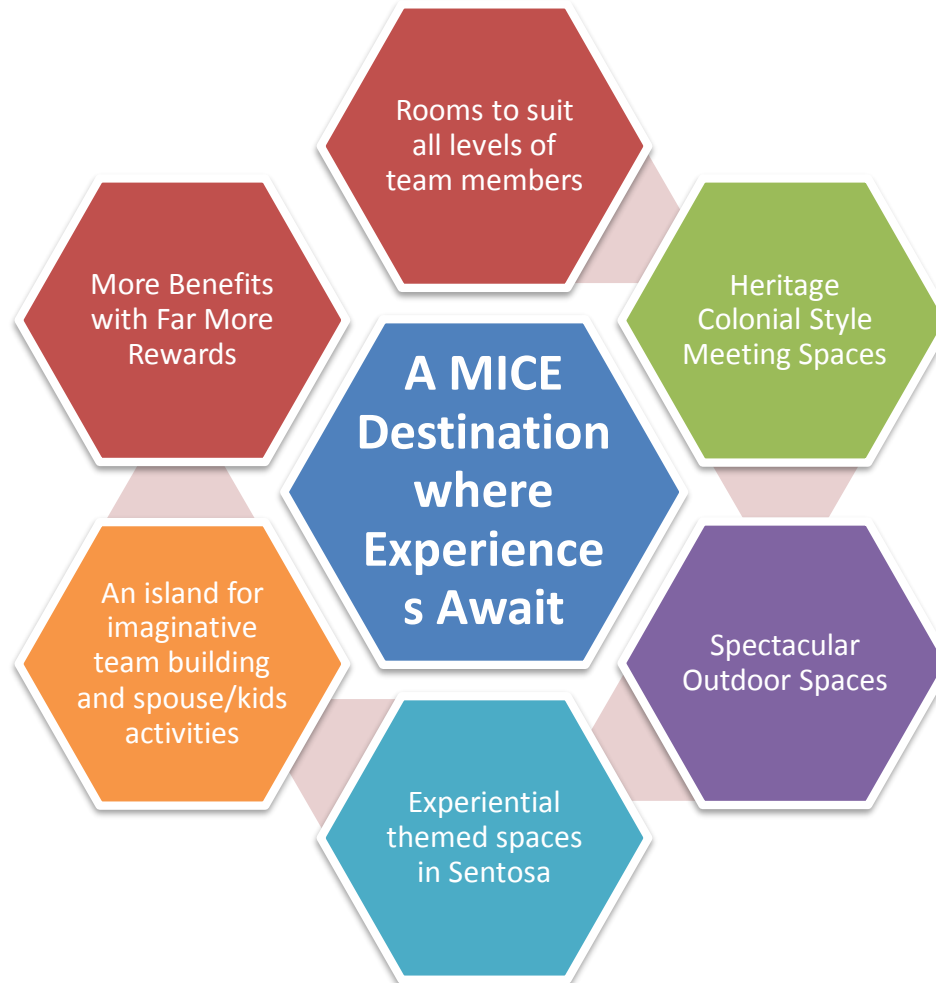 Rooms to suit
all levels of
team members
More Benefits
with Far More
Rewards
Heritage
Colonial Style
Meeting Spaces
A MICE
Destination
where
Experience
s Await
An island for
imaginative
team building
and spouse/kids
activities
Spectacular
Outdoor Spaces
Experiential
themed spaces
in Sentosa